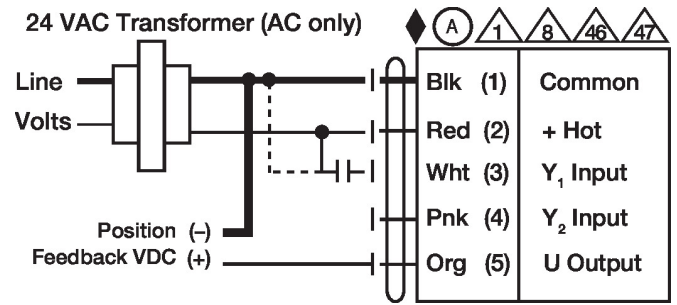 24 VAC Transformer (AC only)
A 1 8 46 47
Line
Volts
Blk (1) Common
Red (2) + Hot
Wht (3) Y1 Input
Pnk (4) Y2 Input
Org (5) U Output
Position (–)
Feedback VDC (+)